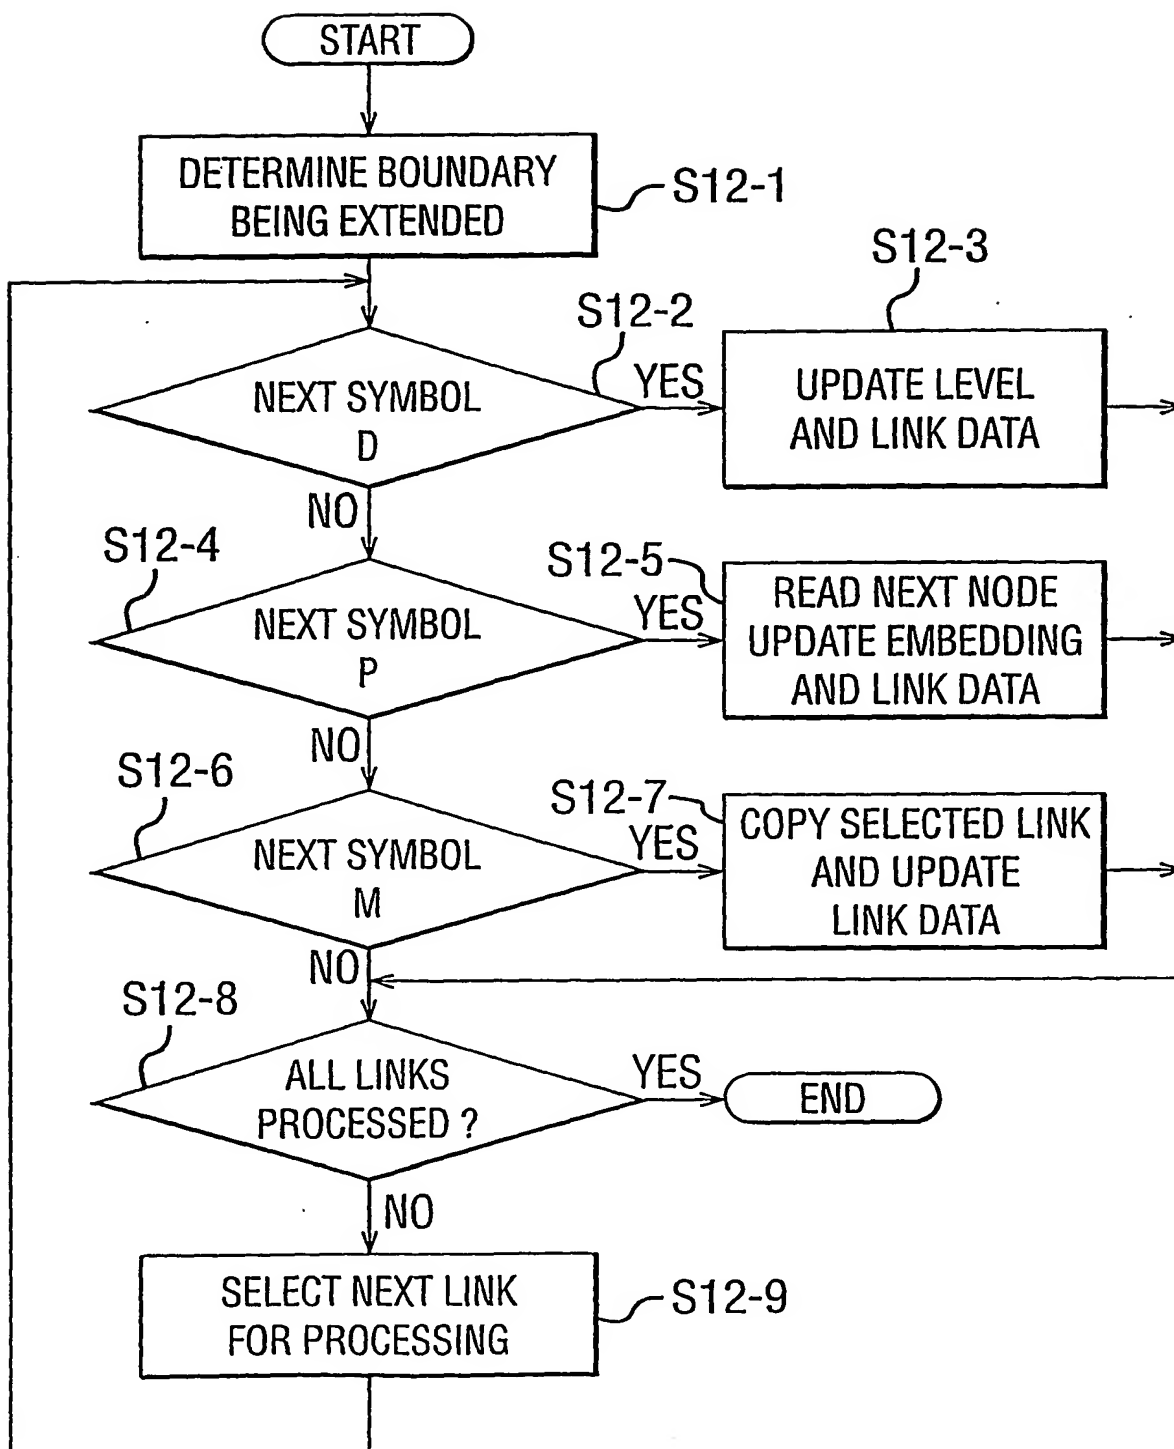 START
DETERMINE BOUNDARY
BEING EXTENDED
S12-1
S12-3
S12-2
NEXT SYMBOL
D
YES
UPDATE LEVEL
AND LINK DATA
NO
S12-4
S12-5
NEXT SYMBOL
P
YES
READ NEXT NODE
UPDATE EMBEDDING
AND LINK DATA
NO
S12-6
S12-7
NEXT SYMBOL
M
YES
COPY SELECTED LINK
AND UPDATE
LINK DATA
NO
S12-8
ALL LINKS
PROCESSED ?
YES
END
NO
SELECT NEXT LINK
FOR PROCESSING
S12-9